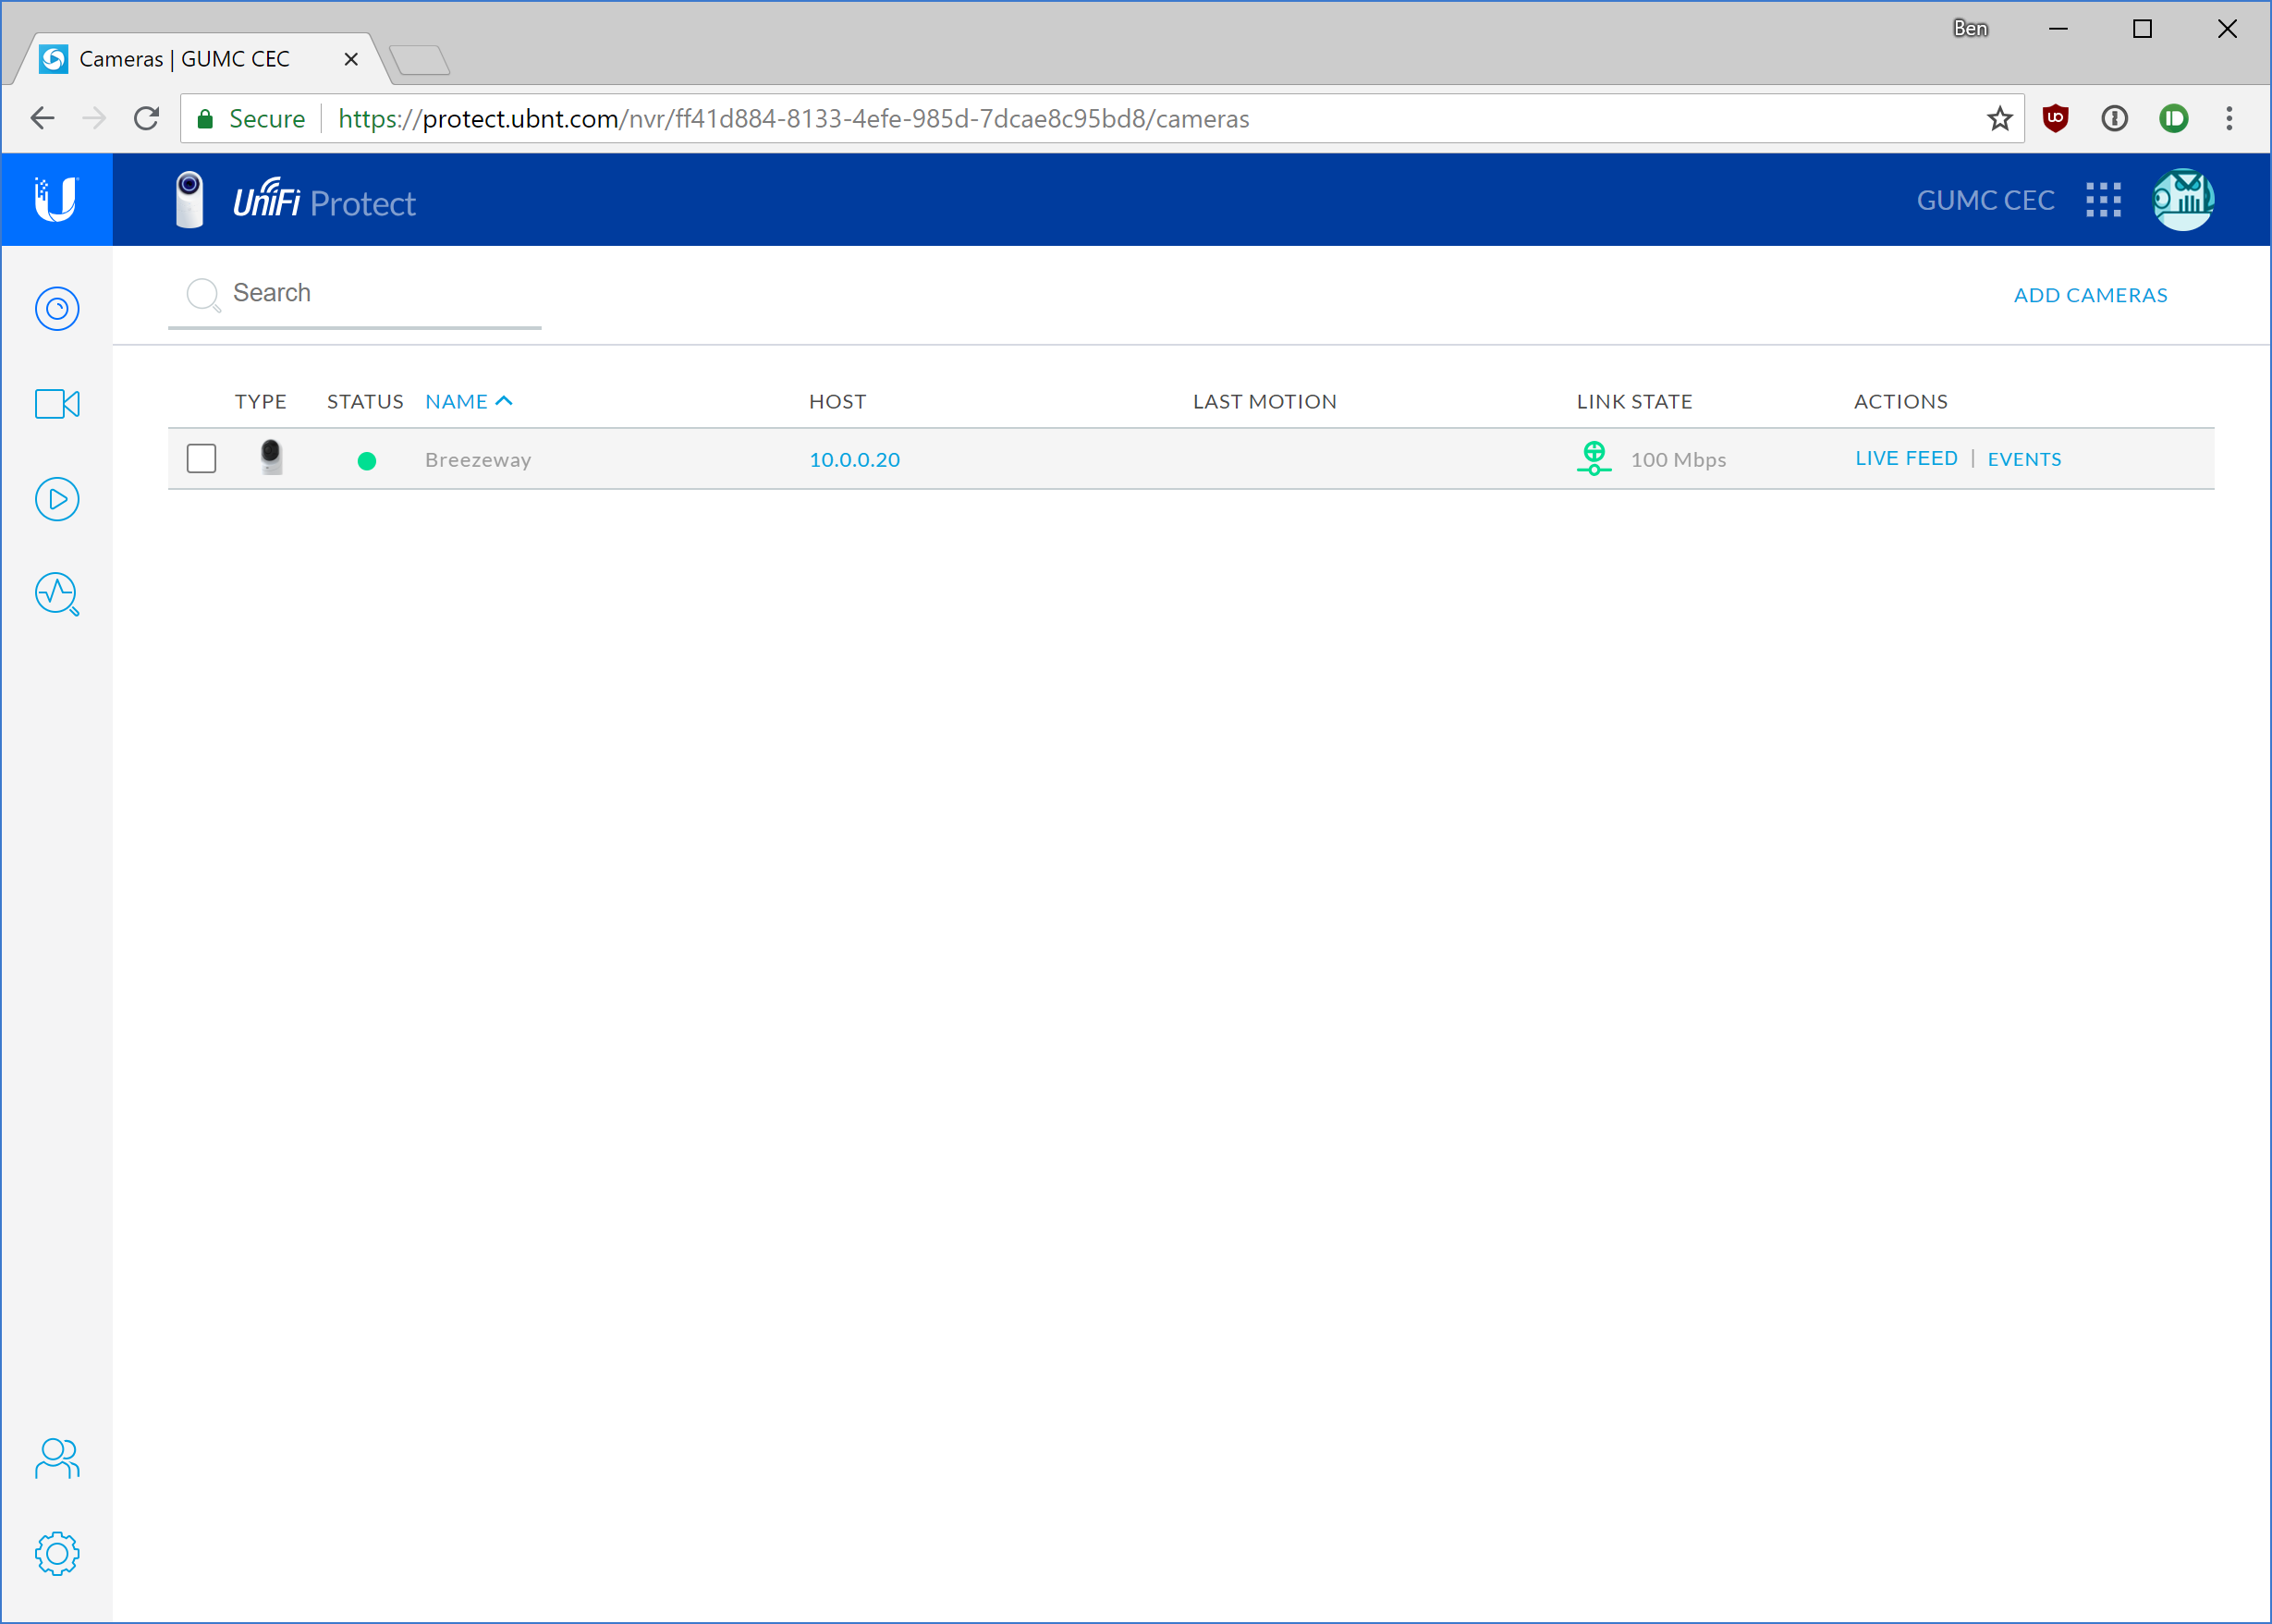 Ben
Cameras | GUMC CEC
Secure https://protect.ubnt.com/nvr/ff41d884-8133-4efe-985d-7dcae8c95bd8/cameras
UniFi Protect GUMC CEC
Search ADD CAMERAS
TYPE STATUS NAME HOST LAST MOTION LINK STATE ACTIONS
Breezeway 10.0.0.20 100 Mbps LIVE FEED | EVENTS